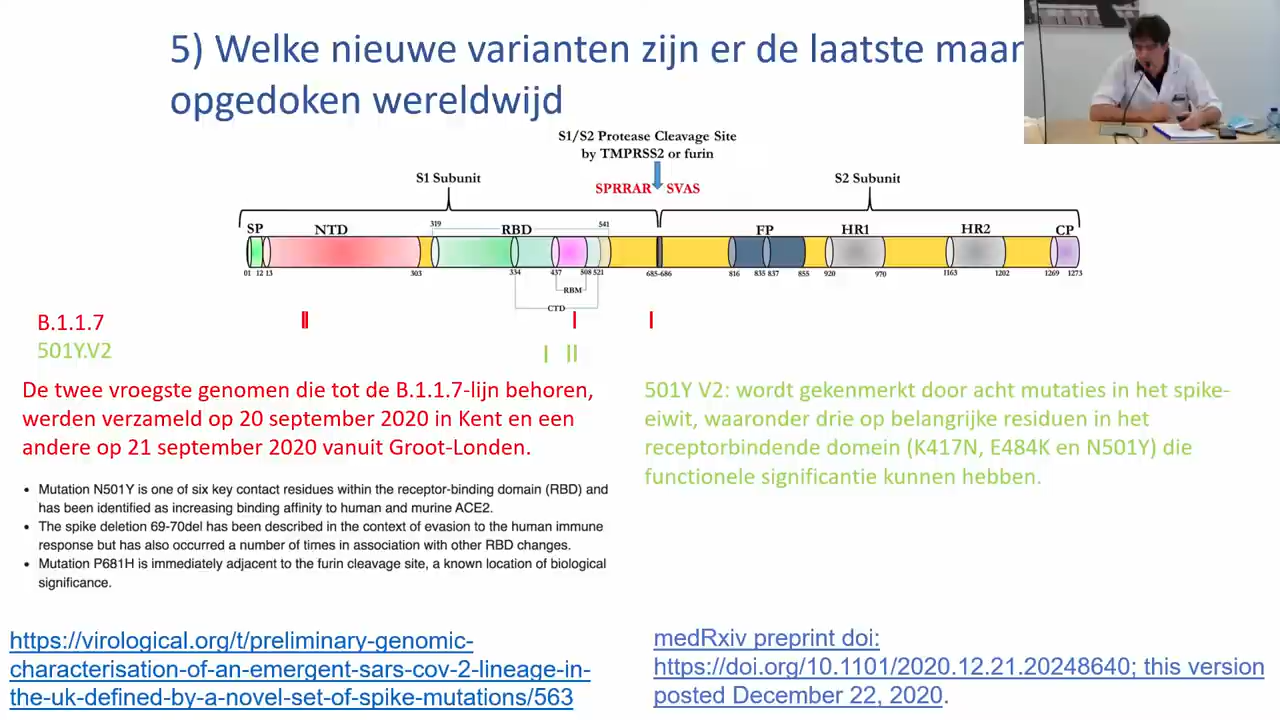 5) Welke nieuwe varianten zijn er de laatste maan
opgedoken wereldwijd
S1/S2 Protease Cleavage Site
by TMPRSS2 or furin
SPRRAR SVAS
S1 Subunit
S2 Subunit
SP NTD 319 RBD 541 FP HR1 HR2 CP
01 12 13 303 334 437 508 521 685-686 816 835 837 855 920 970 1163 1202 1269 1273
RBM
CTD
B.1.1.7
501Y.V2
De twee vroegste genomen die tot de B.1.1.7-lijn behoren,
werden verzameld op 20 september 2020 in Kent en een
andere op 21 september 2020 vanuit Groot-Londen.
• Mutation N501Y is one of six key contact residues within the receptor-binding domain (RBD) and
has been identified as increasing binding affinity to human and murine ACE2.
• The spike deletion 69-70del has been described in the context of evasion to the human immune
response but has also occurred a number of times in association with other RBD changes.
• Mutation P681H is immediately adjacent to the furin cleavage site, a known location of biological
significance.
https://virological.org/t/preliminary-genomic-
characterisation-of-an-emergent-sars-cov-2-lineage-in-
the-uk-defined-by-a-novel-set-of-spike-mutations/563
501Y V2: wordt gekenmerkt door acht mutaties in het spike-
eiwit, waaronder drie op belangrijke residuen in het
receptorbindende domein (K417N, E484K en N501Y) die
functionele significantie kunnen hebben.
medRxiv preprint doi:
https://doi.org/10.1101/2020.12.21.20248640; this version
posted December 22, 2020.